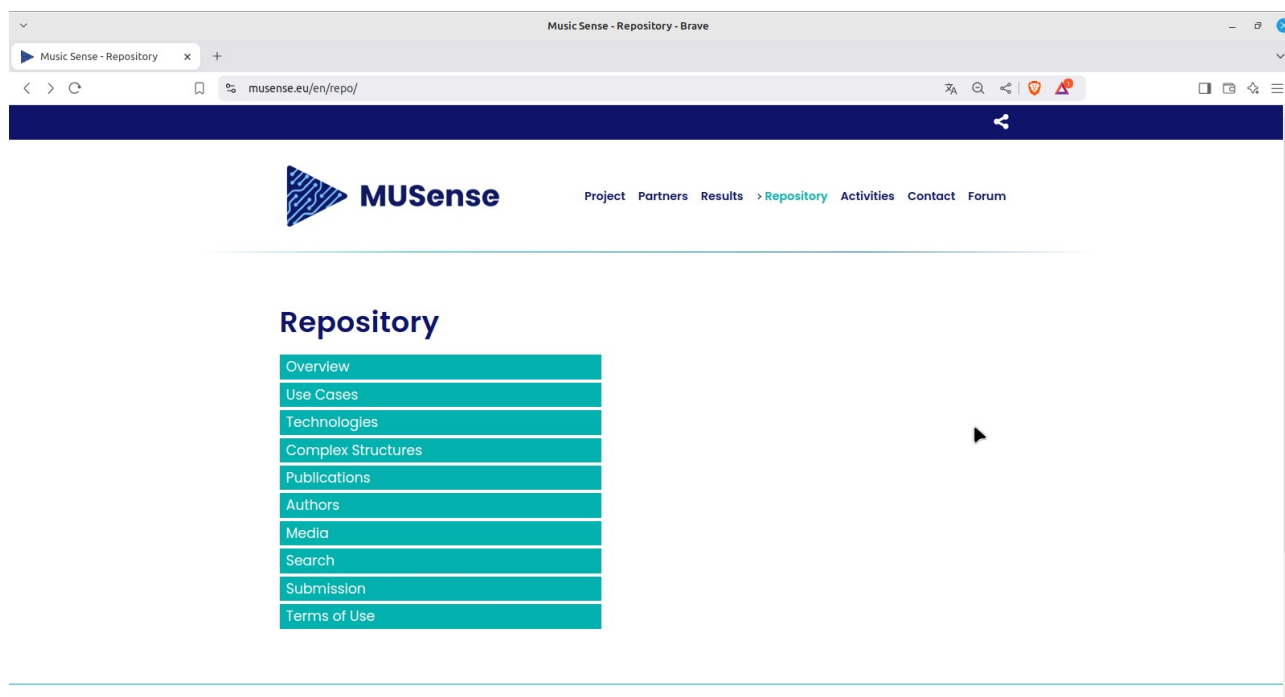 Music Sense - Repository - Brave
Music Sense - Repository
musense.eu/en/repo/
1
MUSense
Project Partners Results > Repository Activities Contact Forum
Repository
Overview
Use Cases
Technologies
Complex Structures
Publications
Authors
Media
Search
Submission
Terms of Use